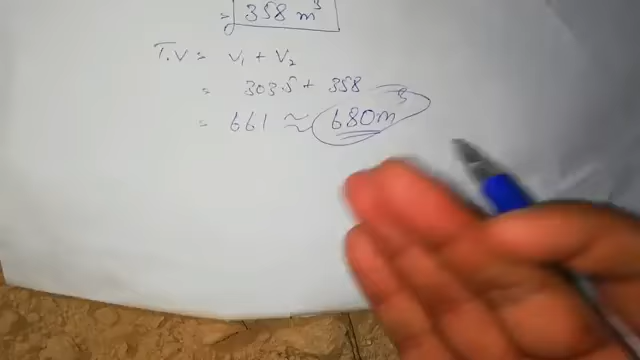 = 358 m³
T.V = V₁ + V₂
= 303.5 + 358
= 661 ≈ 680m³